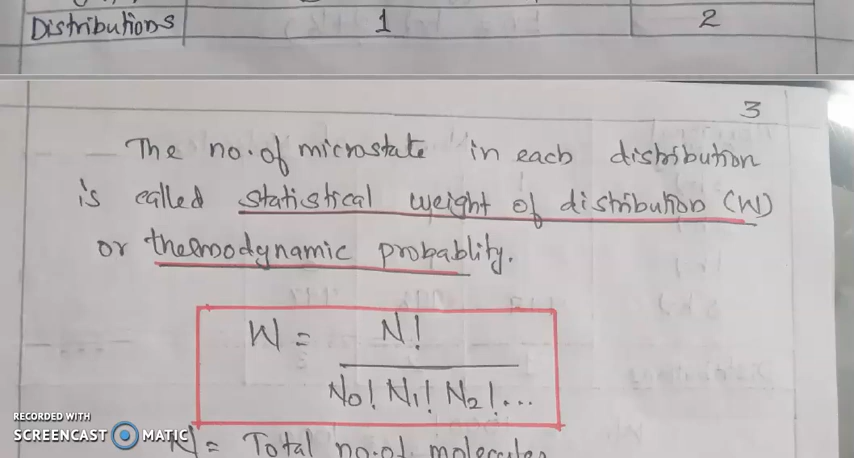 Distributions 1 2
3
The no. of microstate in each distribution
is called statistical weight of distribution (W)
or thermodynamic probablity.
W = N!
N0! N1! N2!...
RECORDED WITH
SCREENCAST MATIC
N = Total no. of molecules